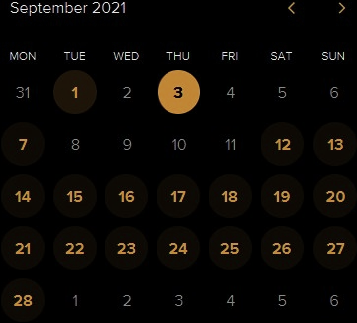 September 2021
MON TUE WED THU FRI SAT SUN
31 1 2 3 4 5 6
7 8 9 10 11 12 13
14 15 16 17 18 19 20
21 22 23 24 25 26 27
28 1 2 3 4 5 6